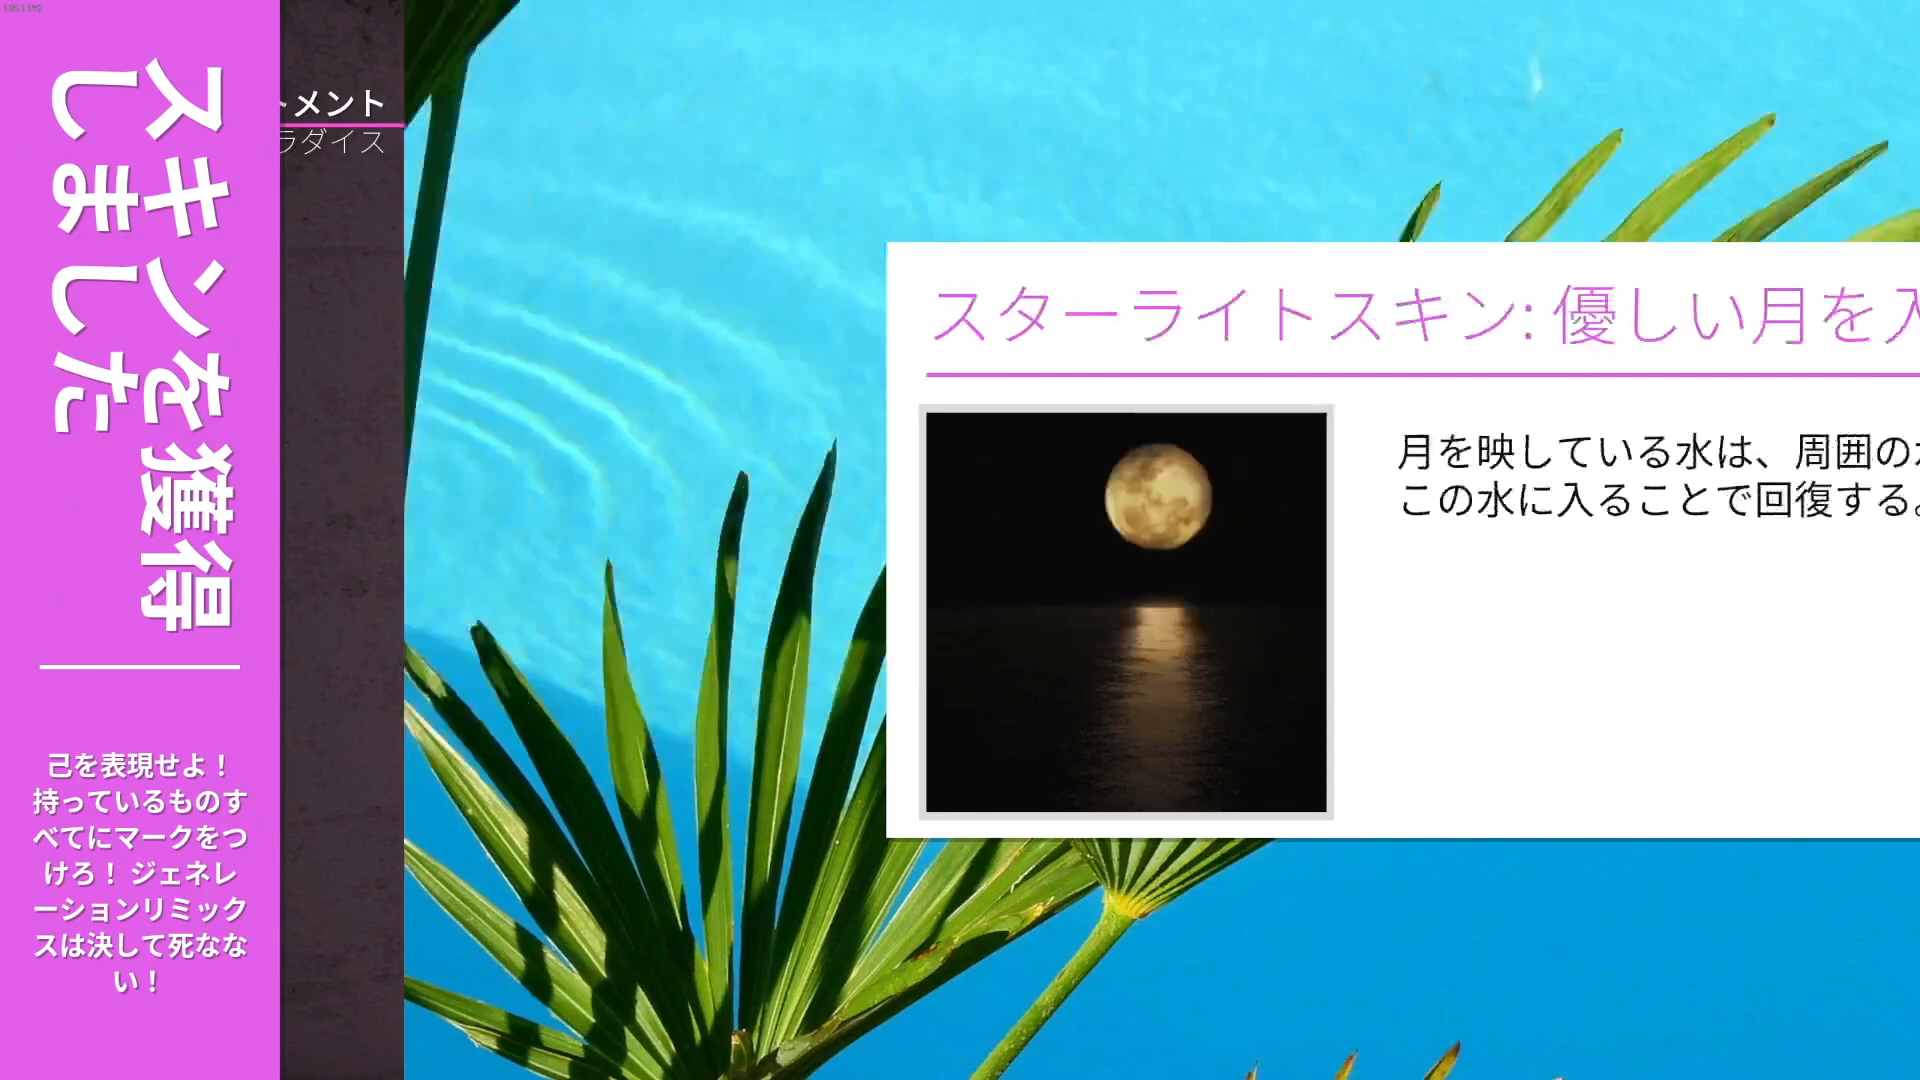 スキンを獲得
しました
己を表現せよ！
持っているものす
べてにマークをつ
けろ！ ジェネレ
ーションリミック
スは決して死なな
い！
トメント
ラダイス
スターライトスキン: 優しい月を入
月を映している水は、周囲の
この水に入ることで回復する。